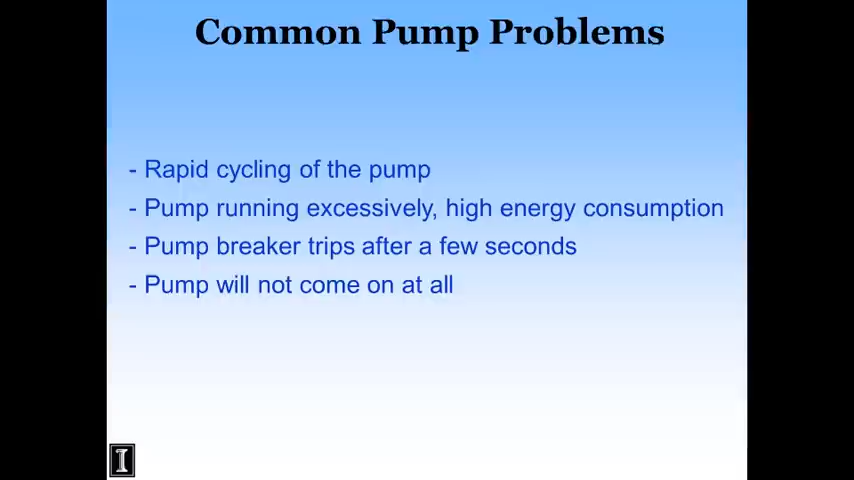 Common Pump Problems
- Rapid cycling of the pump
- Pump running excessively, high energy consumption
- Pump breaker trips after a few seconds
- Pump will not come on at all
I